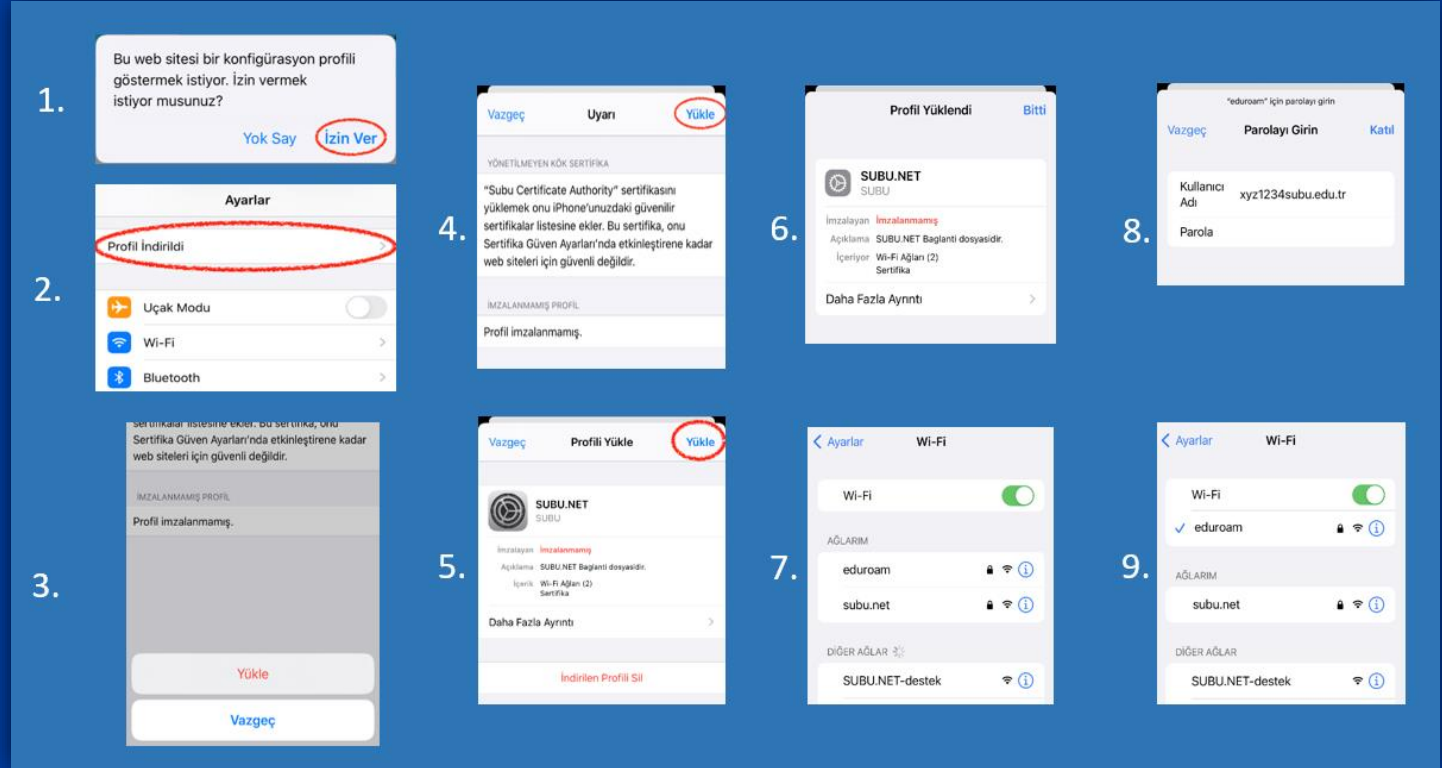 1.
Bu web sitesi bir konfigürasyon profili
göstermek istiyor. İzin vermek
istiyor musunuz?
Yok Say İzin Ver
2.
Ayarlar
Profil İndirildi
Uçak Modu
Wi-Fi
Bluetooth
3.
sertifikalar listesine ekler. Bu sertifika, onu
Sertifika Güven Ayarları'nda etkinleştirene kadar
web siteleri için güvenli değildir.
İMZALANMAMIŞ PROFİL
Profil imzalanmamış.
Yükle
Vazgeç
4.
Vazgeç Uyarı Yükle
YÖNETİLMEYEN KÖK SERTİFİKA
"Subu Certificate Authority" sertifikasını
yüklemek onu iPhone'unuzdaki güvenilir
sertifikalar listesine ekler. Bu sertifika, onu
Sertifika Güven Ayarları'nda etkinleştirene kadar
web siteleri için güvenli değildir.
İMZALANMAMIŞ PROFİL
Profil imzalanmamış.
5.
Vazgeç Profili Yükle Yükle
SUBU.NET
SUBU
İmzalayan İmzalanmamış
Açıklama SUBU.NET Baglanti dosyasidir.
İçerik Wi-Fi Ağları (2)
Sertifika
Daha Fazla Ayrıntı
İndirilen Profili Sil
6.
Profil Yüklendi Bitti
SUBU.NET
SUBU
İmzalayan İmzalanmamış
Açıklama SUBU.NET Baglanti dosyasidir.
İçeriyor Wi-Fi Ağları (2)
Sertifika
Daha Fazla Ayrıntı
7.
Ayarlar Wi-Fi
Wi-Fi
AĞLARIM
eduroam
subu.net
DİĞER AĞLAR
SUBU.NET-destek
8.
"eduroam" için parolayı girin
Vazgeç Parolayı Girin Katıl
Kullanıcı
Adı xyz1234subu.edu.tr
Parola
9.
Ayarlar Wi-Fi
Wi-Fi
eduroam
AĞLARIM
subu.net
DİĞER AĞLAR
SUBU.NET-destek